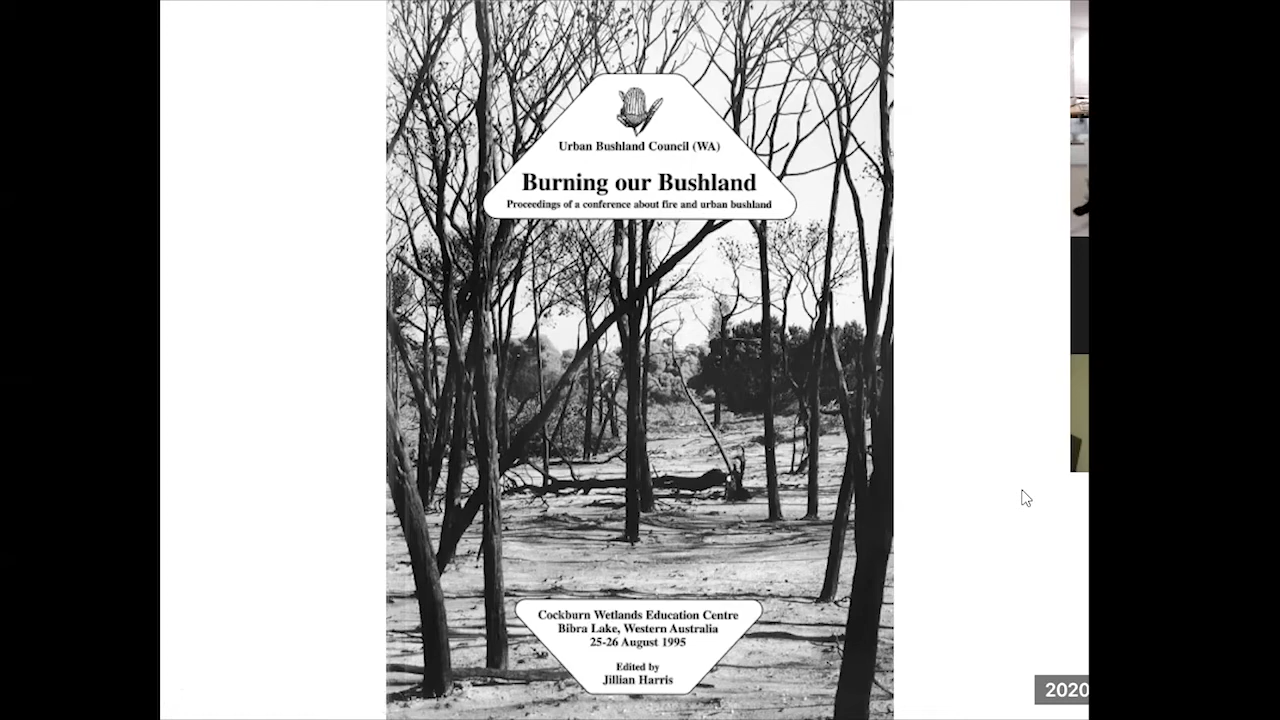 Urban Bushland Council (WA)
Burning our Bushland
Proceedings of a conference about fire and urban bushland
Cockburn Wetlands Education Centre
Bibra Lake, Western Australia
25-26 August 1995
Edited by
Jillian Harris
2020